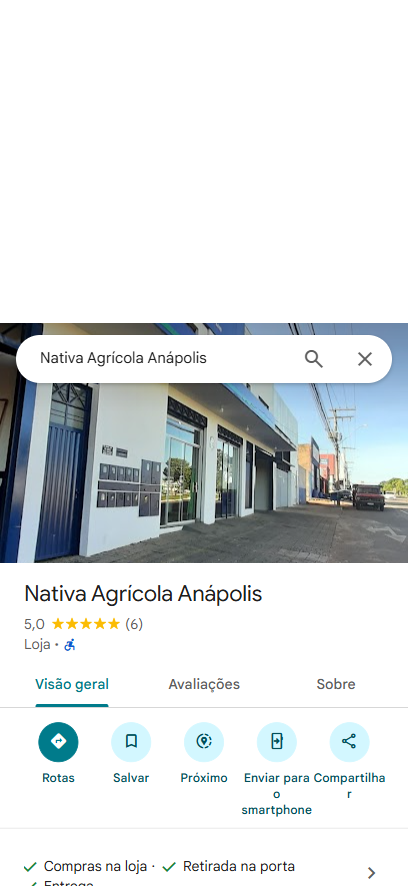 Nativa Agrícola Anápolis
Nativa Agrícola Anápolis
5,0 (6)
Loja ·
Visão geral
Avaliações
Sobre
Rotas
Salvar
Próximo
Enviar para o smartphone
Compartilhar
Compras na loja · Retirada na porta
Entrega